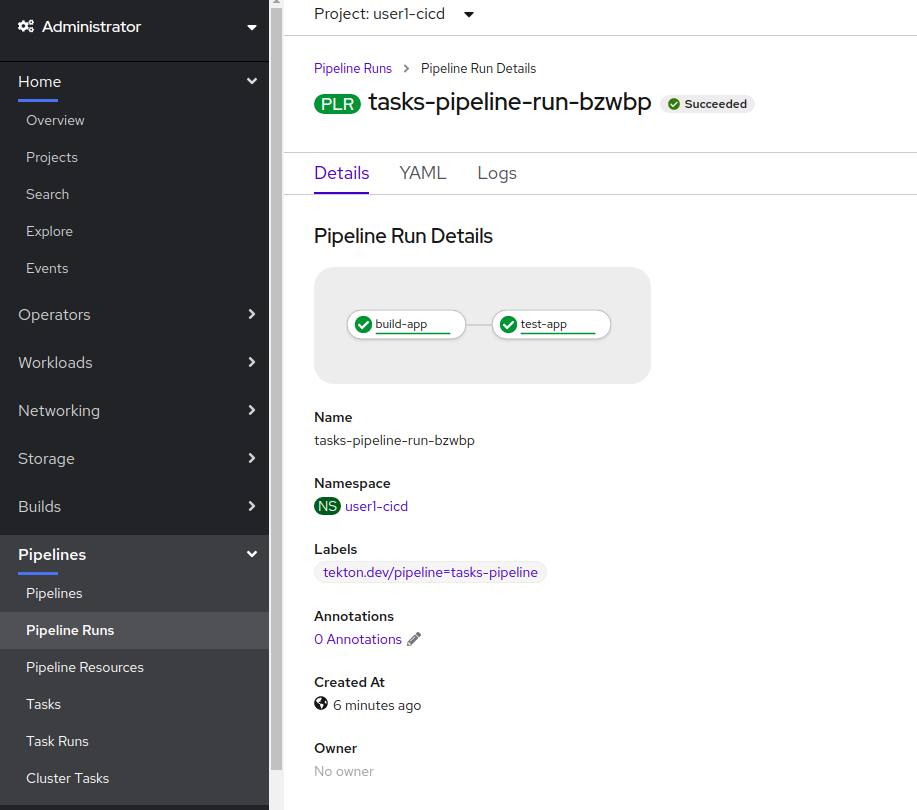 Administrator
Home
Overview
Projects
Search
Explore
Events
Operators
Workloads
Networking
Storage
Builds
Pipelines
Pipelines
Pipeline Runs
Pipeline Resources
Tasks
Task Runs
Cluster Tasks
Project: user1-cicd
Pipeline Runs > Pipeline Run Details
PLR tasks-pipeline-run-bzwbp Succeeded
Details YAML Logs
Pipeline Run Details
build-app test-app
Name
tasks-pipeline-run-bzwbp
Namespace
NS user1-cicd
Labels
tekton.dev/pipeline=tasks-pipeline
Annotations
0 Annotations
Created At
6 minutes ago
Owner
No owner